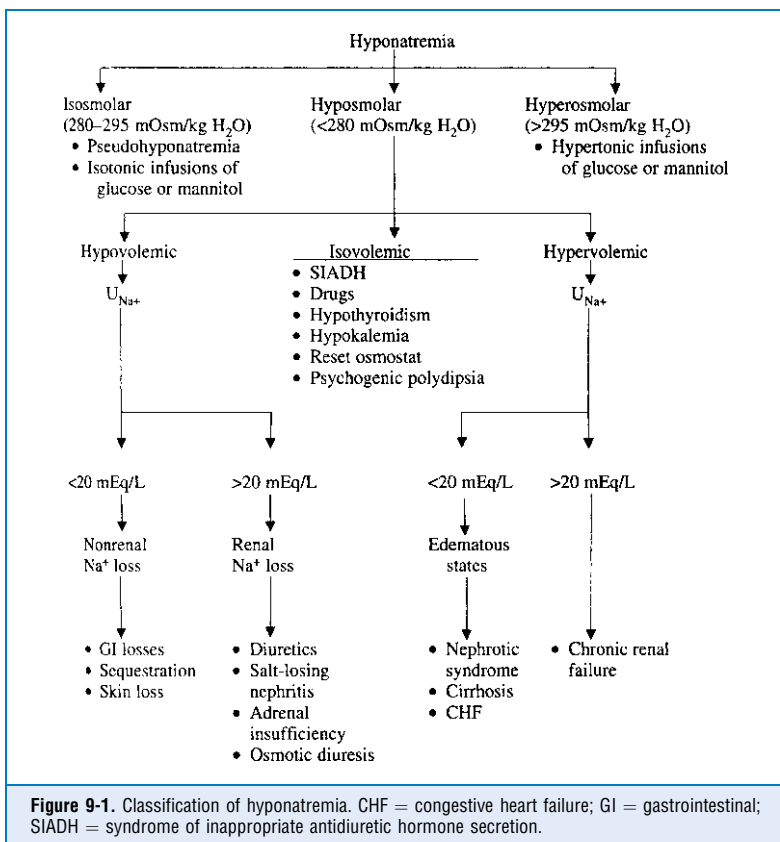 Hyponatremia
Isosmolar
(280–295 mOsm/kg H₂O)
• Pseudohyponatremia
• Isotonic infusions of
glucose or mannitol
Hyposmolar
(<280 mOsm/kg H₂O)
Hyperosmolar
(>295 mOsm/kg H₂O)
• Hypertonic infusions
of glucose or mannitol
Hypovolemic
U_Na+
Isovolemic
• SIADH
• Drugs
• Hypothyroidism
• Hypokalemia
• Reset osmostat
• Psychogenic polydipsia
Hypervolemic
U_Na+
<20 mEq/L
>20 mEq/L
<20 mEq/L
>20 mEq/L
Nonrenal
Na⁺ loss
Renal
Na⁺ loss
Edematous
states
• GI losses
• Sequestration
• Skin loss
• Diuretics
• Salt-losing
nephritis
• Adrenal
insufficiency
• Osmotic diuresis
• Nephrotic
syndrome
• Cirrhosis
• CHF
• Chronic renal
failure
Figure 9-1. Classification of hyponatremia. CHF = congestive heart failure; GI = gastrointestinal;
SIADH = syndrome of inappropriate antidiuretic hormone secretion.